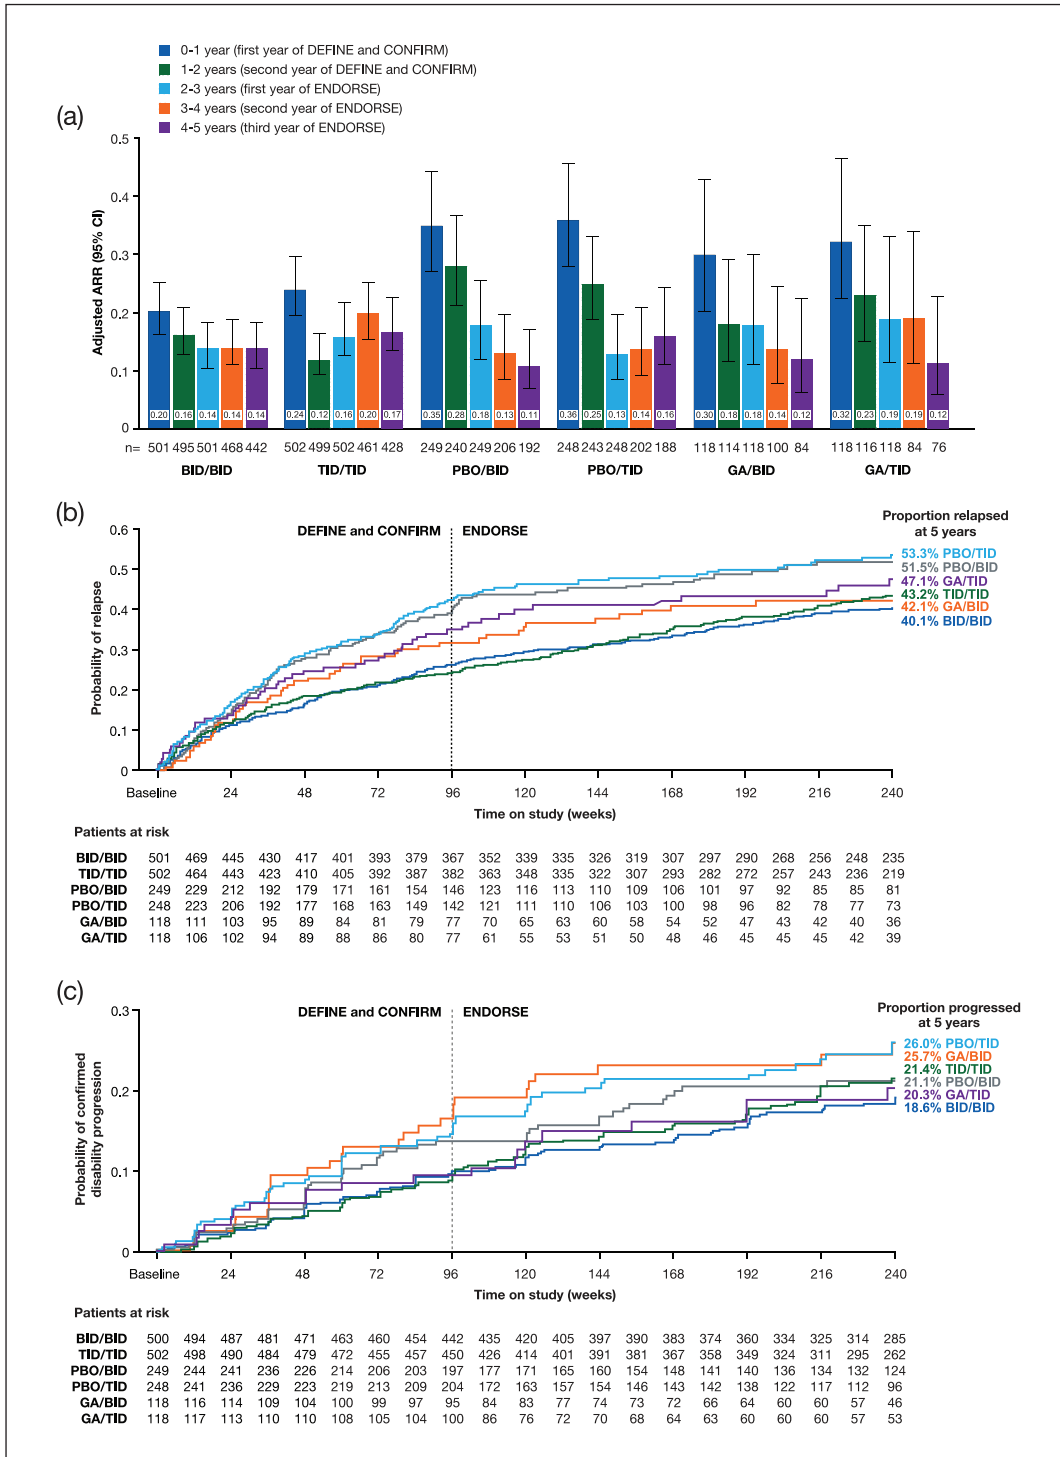 0-1 year (first year of DEFINE and CONFIRM)
1-2 years (second year of DEFINE and CONFIRM)
2-3 years (first year of ENDORSE)
3-4 years (second year of ENDORSE)
4-5 years (third year of ENDORSE)
(a)
Adjusted ARR (95% CI)
0.5
0.4
0.3
0.2
0.1
0
0.20 0.16 0.14 0.14 0.14 0.24 0.12 0.16 0.20 0.17 0.35 0.28 0.18 0.13 0.11 0.36 0.25 0.13 0.14 0.16 0.30 0.18 0.18 0.14 0.12 0.32 0.23 0.19 0.19 0.12
n= 501 495 501 468 442 502 499 502 461 428 249 240 249 206 192 248 243 248 202 188 118 114 118 100 84 118 116 118 84 76
BID/BID TID/TID PBO/BID PBO/TID GA/BID GA/TID
(b)
DEFINE and CONFIRM ENDORSE
Proportion relapsed
at 5 years
53.3% PBO/TID
51.5% PBO/BID
47.1% GA/TID
43.2% TID/TID
42.1% GA/BID
40.1% BID/BID
Probability of relapse
0.6
0.5
0.4
0.3
0.2
0.1
0
Baseline 24 48 72 96 120 144 168 192 216 240
Time on study (weeks)
Patients at risk
BID/BID 501 469 445 430 417 401 393 379 367 352 339 335 326 319 307 297 290 268 256 248 235
TID/TID 502 464 443 423 410 405 392 387 382 363 348 335 322 307 293 282 272 257 243 236 219
PBO/BID 249 229 212 192 179 171 161 154 146 123 116 113 110 109 106 101 97 92 85 85 81
PBO/TID 248 223 206 192 177 168 163 149 142 121 111 110 106 103 100 98 96 82 78 77 73
GA/BID 118 111 103 95 89 84 81 79 77 70 65 63 60 58 54 52 47 43 42 40 36
GA/TID 118 106 102 94 89 88 86 80 77 61 55 53 51 50 48 46 45 45 45 42 39
(c)
DEFINE and CONFIRM ENDORSE
Proportion progressed
at 5 years
26.0% PBO/TID
25.7% GA/BID
21.4% TID/TID
21.1% PBO/BID
20.3% GA/TID
18.6% BID/BID
Probability of confirmed
disability progression
0.3
0.2
0.1
0
Baseline 24 48 72 96 120 144 168 192 216 240
Time on study (weeks)
Patients at risk
BID/BID 500 494 487 481 471 463 460 454 442 435 420 405 397 390 383 374 360 334 325 314 285
TID/TID 502 498 490 484 479 472 455 457 450 426 414 401 391 381 367 358 349 324 311 295 262
PBO/BID 249 244 241 236 226 214 206 203 197 177 171 165 160 154 148 141 140 136 134 132 124
PBO/TID 248 241 236 229 223 219 213 209 204 172 163 157 154 146 143 142 138 122 117 112 96
GA/BID 118 116 114 109 104 100 99 97 95 84 83 77 74 73 72 66 64 60 60 57 46
GA/TID 118 117 113 110 110 108 105 104 100 86 76 72 70 68 64 63 60 60 60 57 53